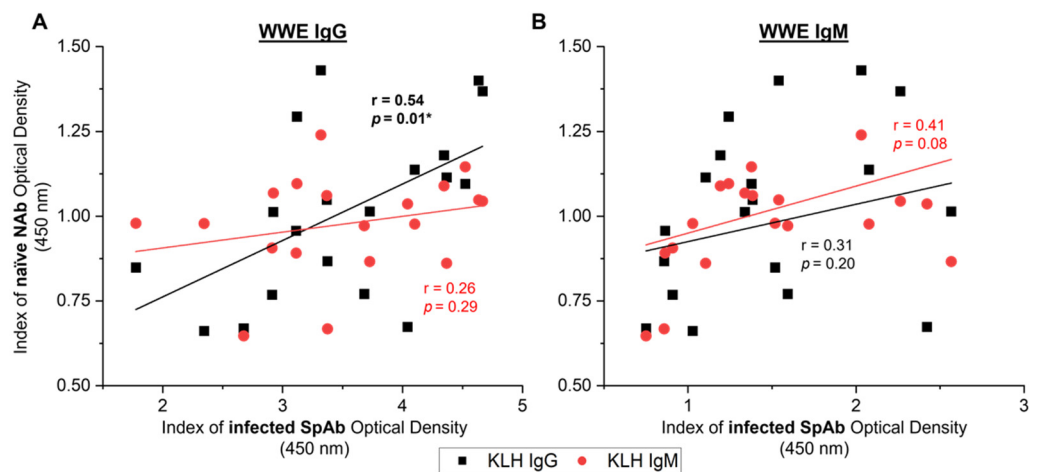 A
WWE IgG
Index of naïve NAb Optical Density
(450 nm)
1.50
1.25
1.00
0.75
0.50
r = 0.54
p = 0.01*
r = 0.26
p = 0.29
2
3
4
5
Index of infected SpAb Optical Density
(450 nm)
B
WWE IgM
1.50
1.25
1.00
0.75
0.50
r = 0.41
p = 0.08
r = 0.31
p = 0.20
1
2
3
Index of infected SpAb Optical Density
(450 nm)
KLH IgG KLH IgM